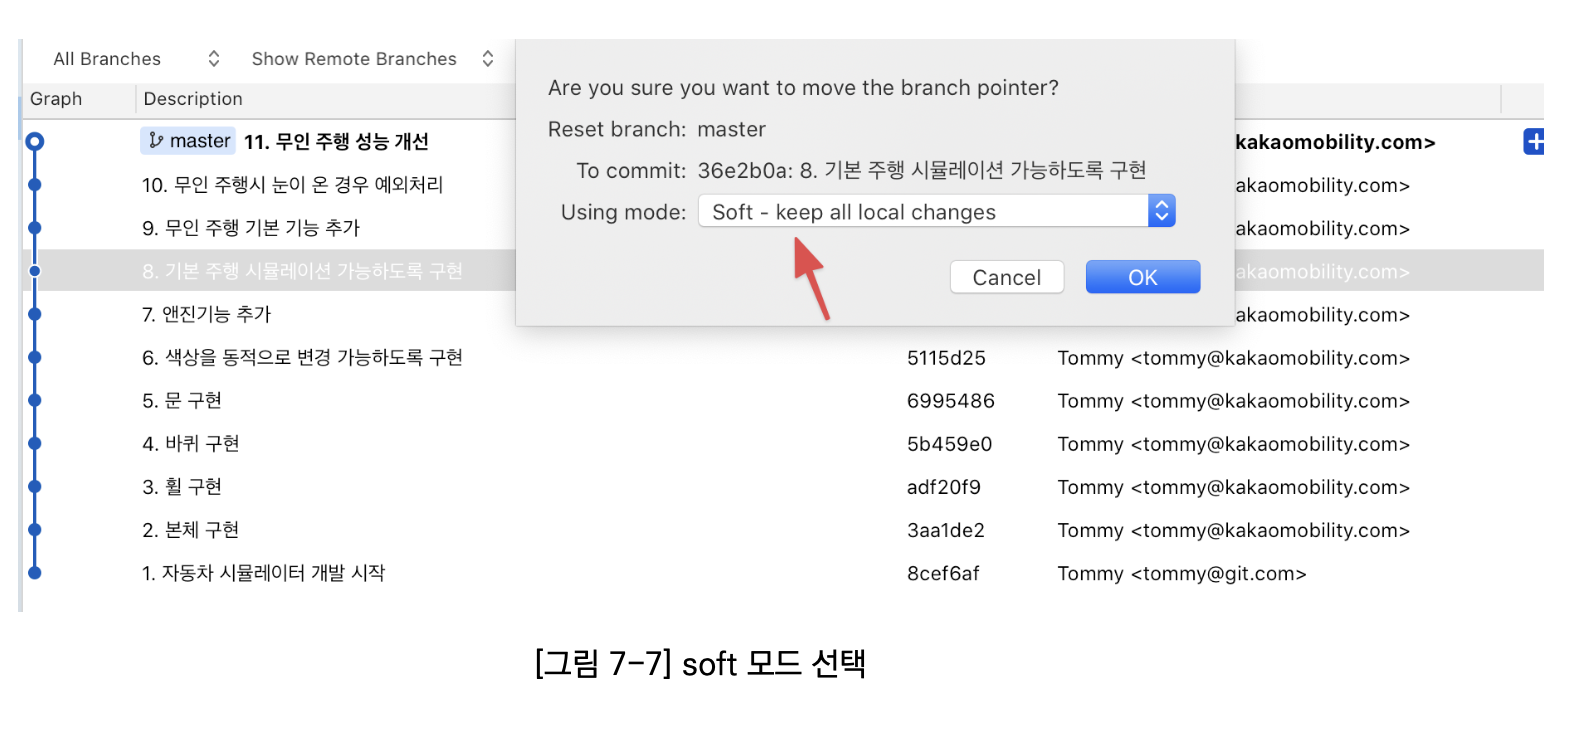 All Branches Show Remote Branches
Graph Description
Are you sure you want to move the branch pointer?
Reset branch: master
To commit: 36e2b0a: 8. 기본 주행 시뮬레이션 가능하도록 구현
Using mode: Soft - keep all local changes
Cancel OK
master 11. 무인 주행 성능 개선 kakaomobility.com>
10. 무인 주행시 눈이 온 경우 예외처리 akaomobility.com>
9. 무인 주행 기본 기능 추가 akaomobility.com>
8. 기본 주행 시뮬레이션 가능하도록 구현 akaomobility.com>
7. 앤진기능 추가 akaomobility.com>
6. 색상을 동적으로 변경 가능하도록 구현 5115d25 Tommy <tommy@kakaomobility.com>
5. 문 구현 6995486 Tommy <tommy@kakaomobility.com>
4. 바퀴 구현 5b459e0 Tommy <tommy@kakaomobility.com>
3. 휠 구현 adf20f9 Tommy <tommy@kakaomobility.com>
2. 본체 구현 3aa1de2 Tommy <tommy@kakaomobility.com>
1. 자동차 시뮬레이터 개발 시작 8cef6af Tommy <tommy@git.com>
[그림 7-7] soft 모드 선택